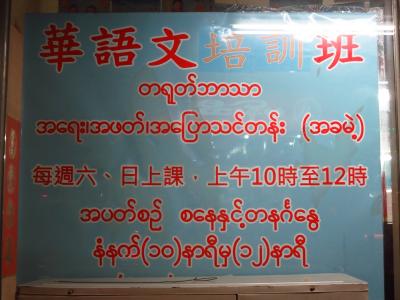 華語文培訓班
တရုတ်ဘာသာ
အရေး၊အဖတ်၊အပြောသင်တန်း (အခမဲ့)
每週六、日上課，上午10時至12時
အပတ်စဉ် စနေနှင့်တနင်္ဂနွေ
နံနက်(၁၀)နာရီမှ(၁၂)နာရီ